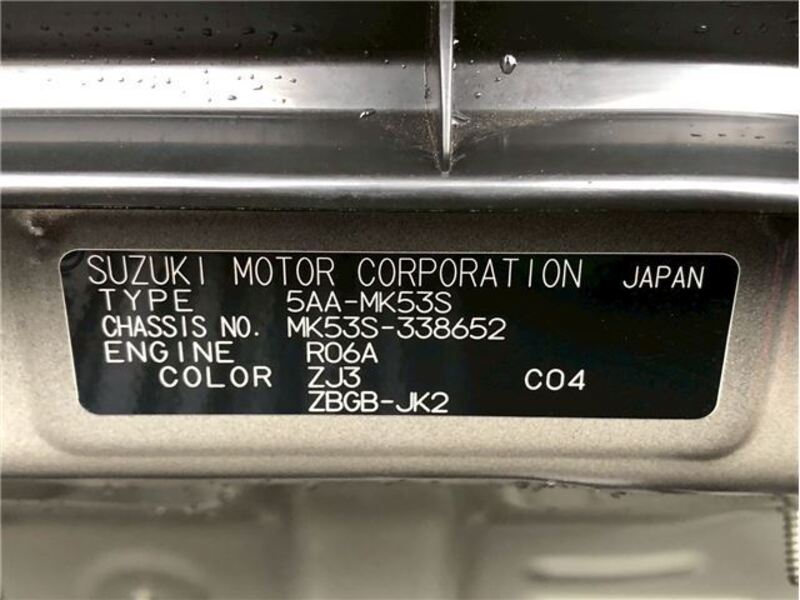 SUZUKI MOTOR CORPORATION JAPAN
TYPE 5AA-MK53S
CHASSIS NO. MK53S-338652
ENGINE R06A
COLOR ZJ3 C04
ZBGB-JK2